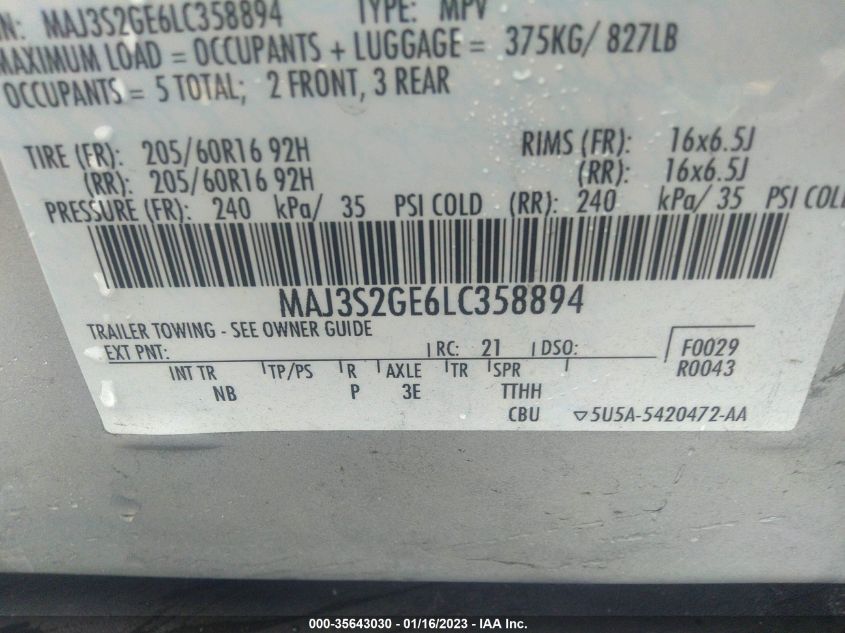 N: MAJ3S2GE6LC358894 TYPE: MPV
MAXIMUM LOAD = OCCUPANTS + LUGGAGE = 375KG/ 827LB
OCCUPANTS = 5 TOTAL; 2 FRONT, 3 REAR
TIRE (FR): 205/60R16 92H RIMS (FR): 16x6.5J
(RR): 205/60R16 92H (RR): 16x6.5J
PRESSURE (FR): 240 kPa/ 35 PSI COLD (RR): 240 kPa/ 35 PSI COLD
MAJ3S2GE6LC358894
TRAILER TOWING - SEE OWNER GUIDE
EXT PNT: RC: 21 DSO: F0029
R0043
INT TR TP/PS R AXLE TR SPR
NB P 3E TTHH
CBU ▽5U5A-5420472-AA
000-35643030 - 01/16/2023 - IAA Inc.